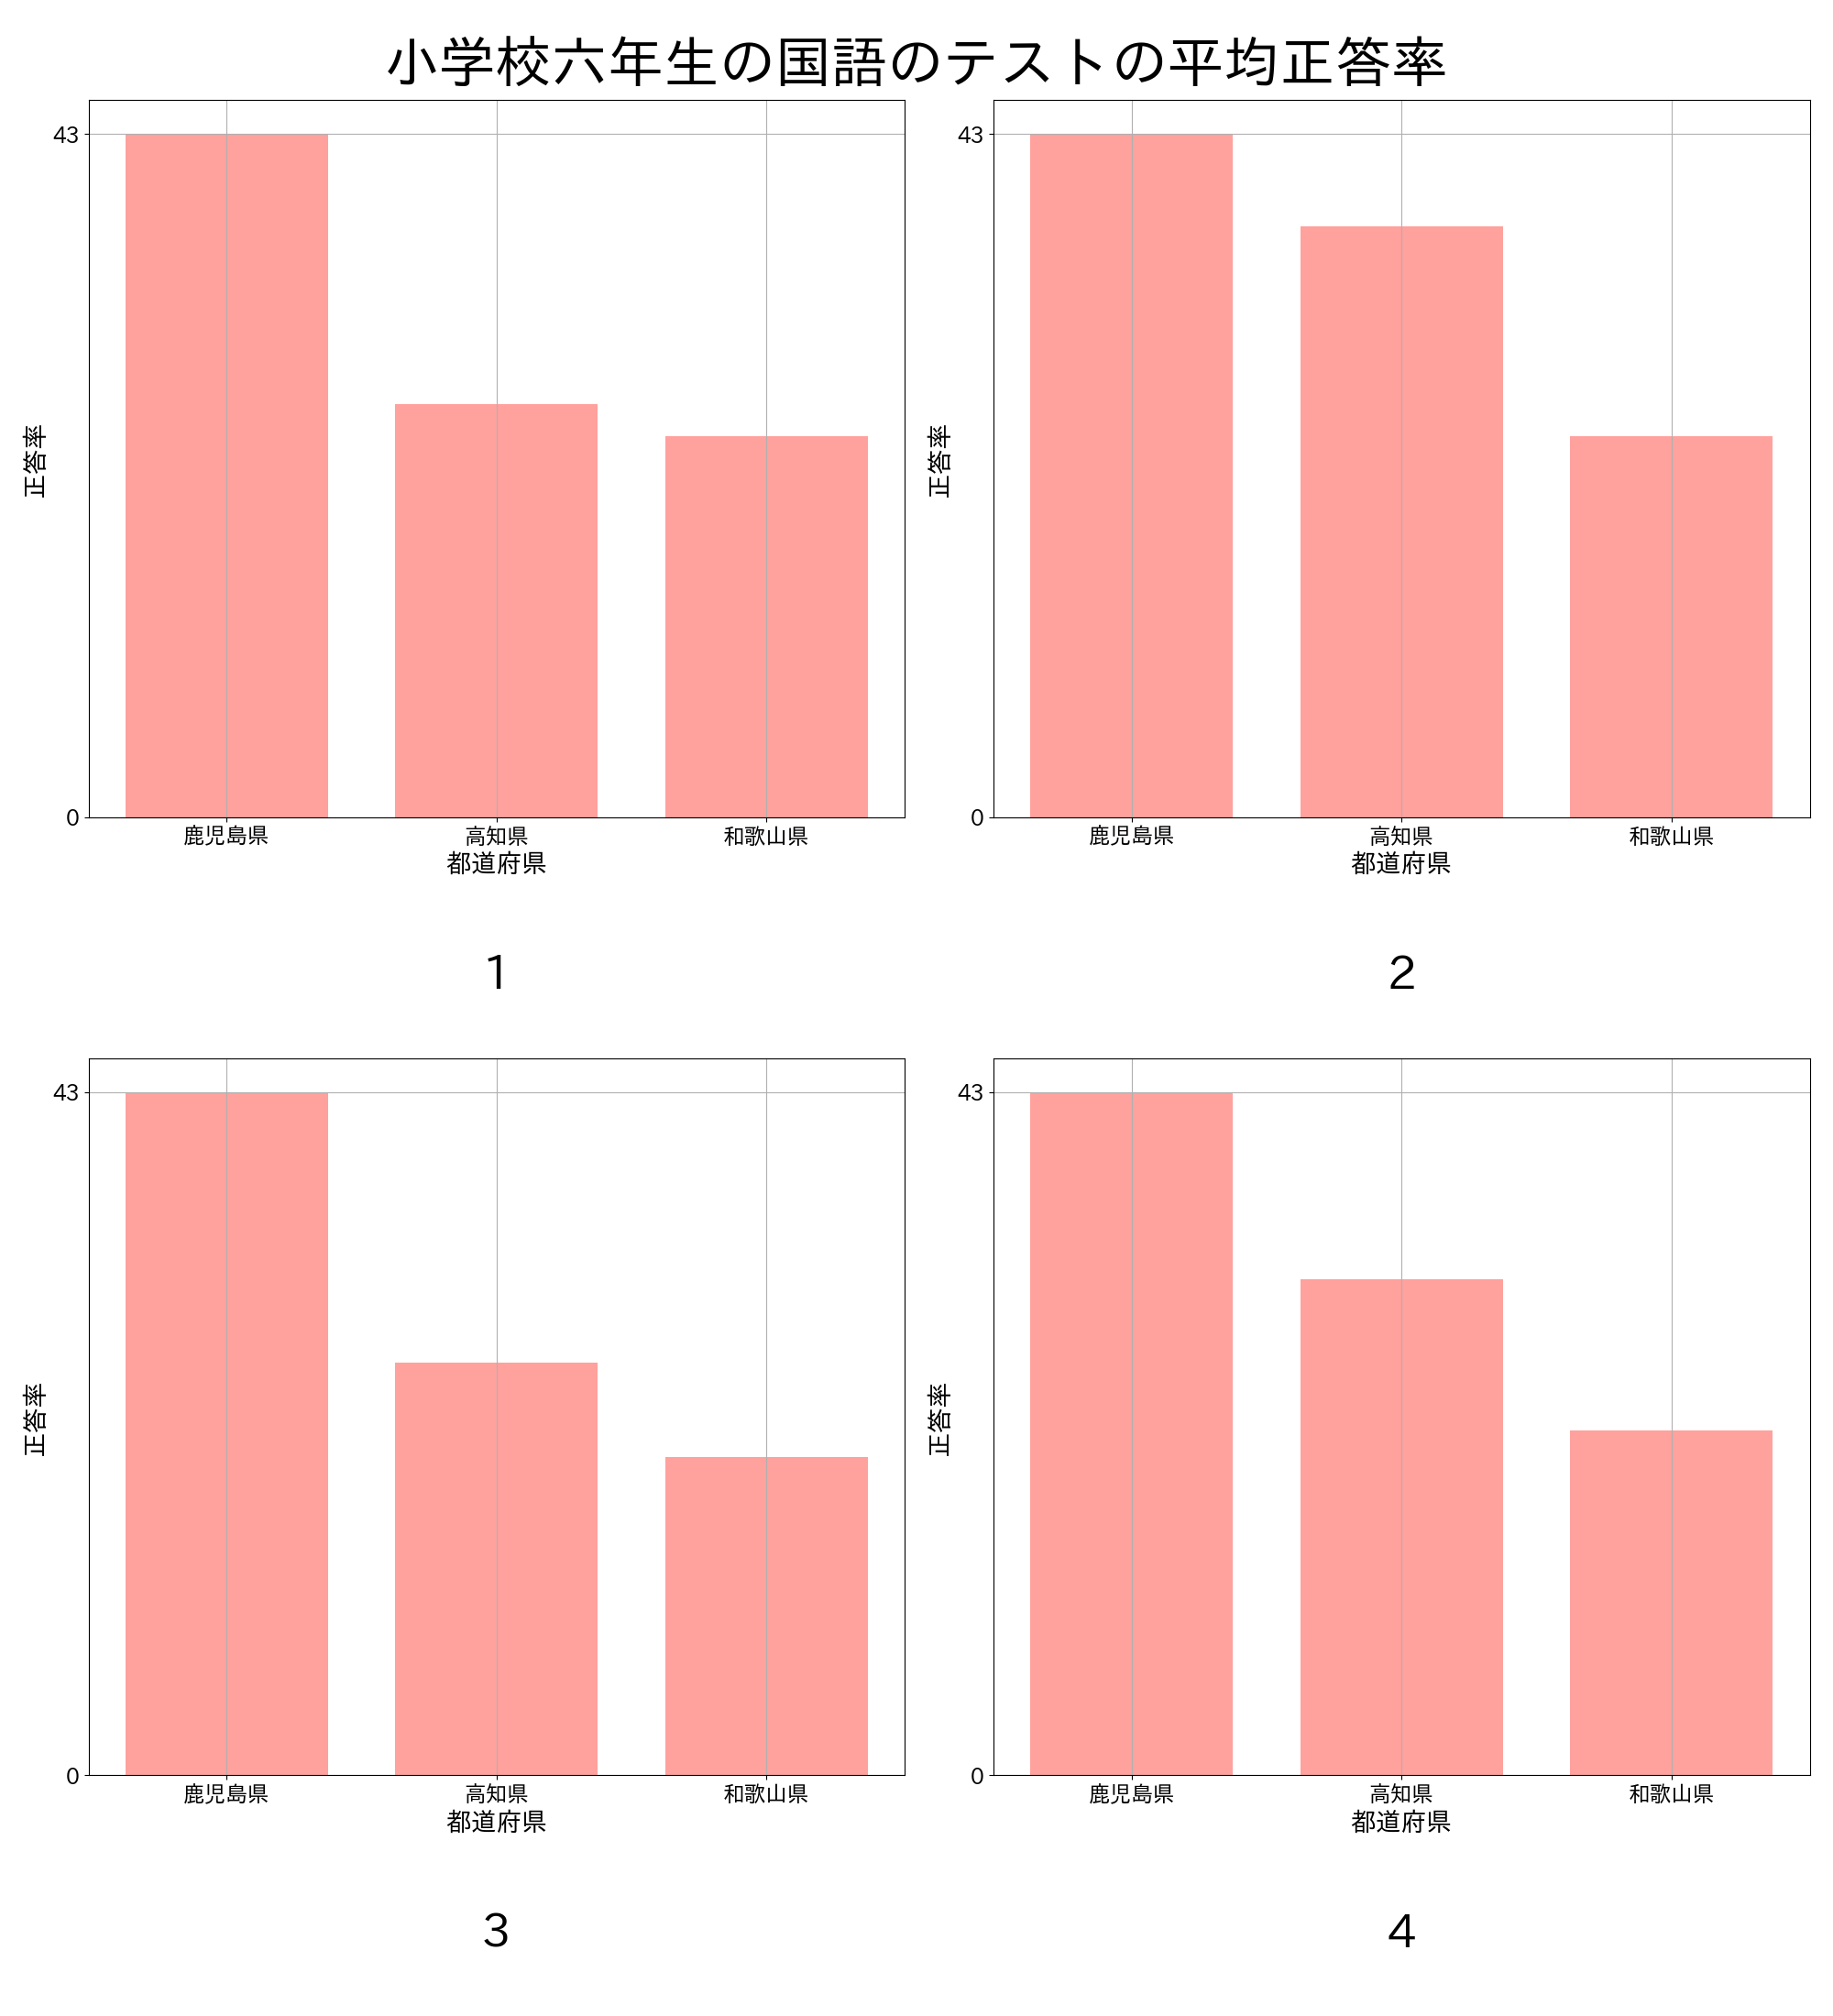 小学校六年生の国語のテストの平均正答率
43
0
正答率
鹿児島県 高知県 和歌山県
都道府県
1
43
0
正答率
鹿児島県 高知県 和歌山県
都道府県
2
43
0
正答率
鹿児島県 高知県 和歌山県
都道府県
3
43
0
正答率
鹿児島県 高知県 和歌山県
都道府県
4